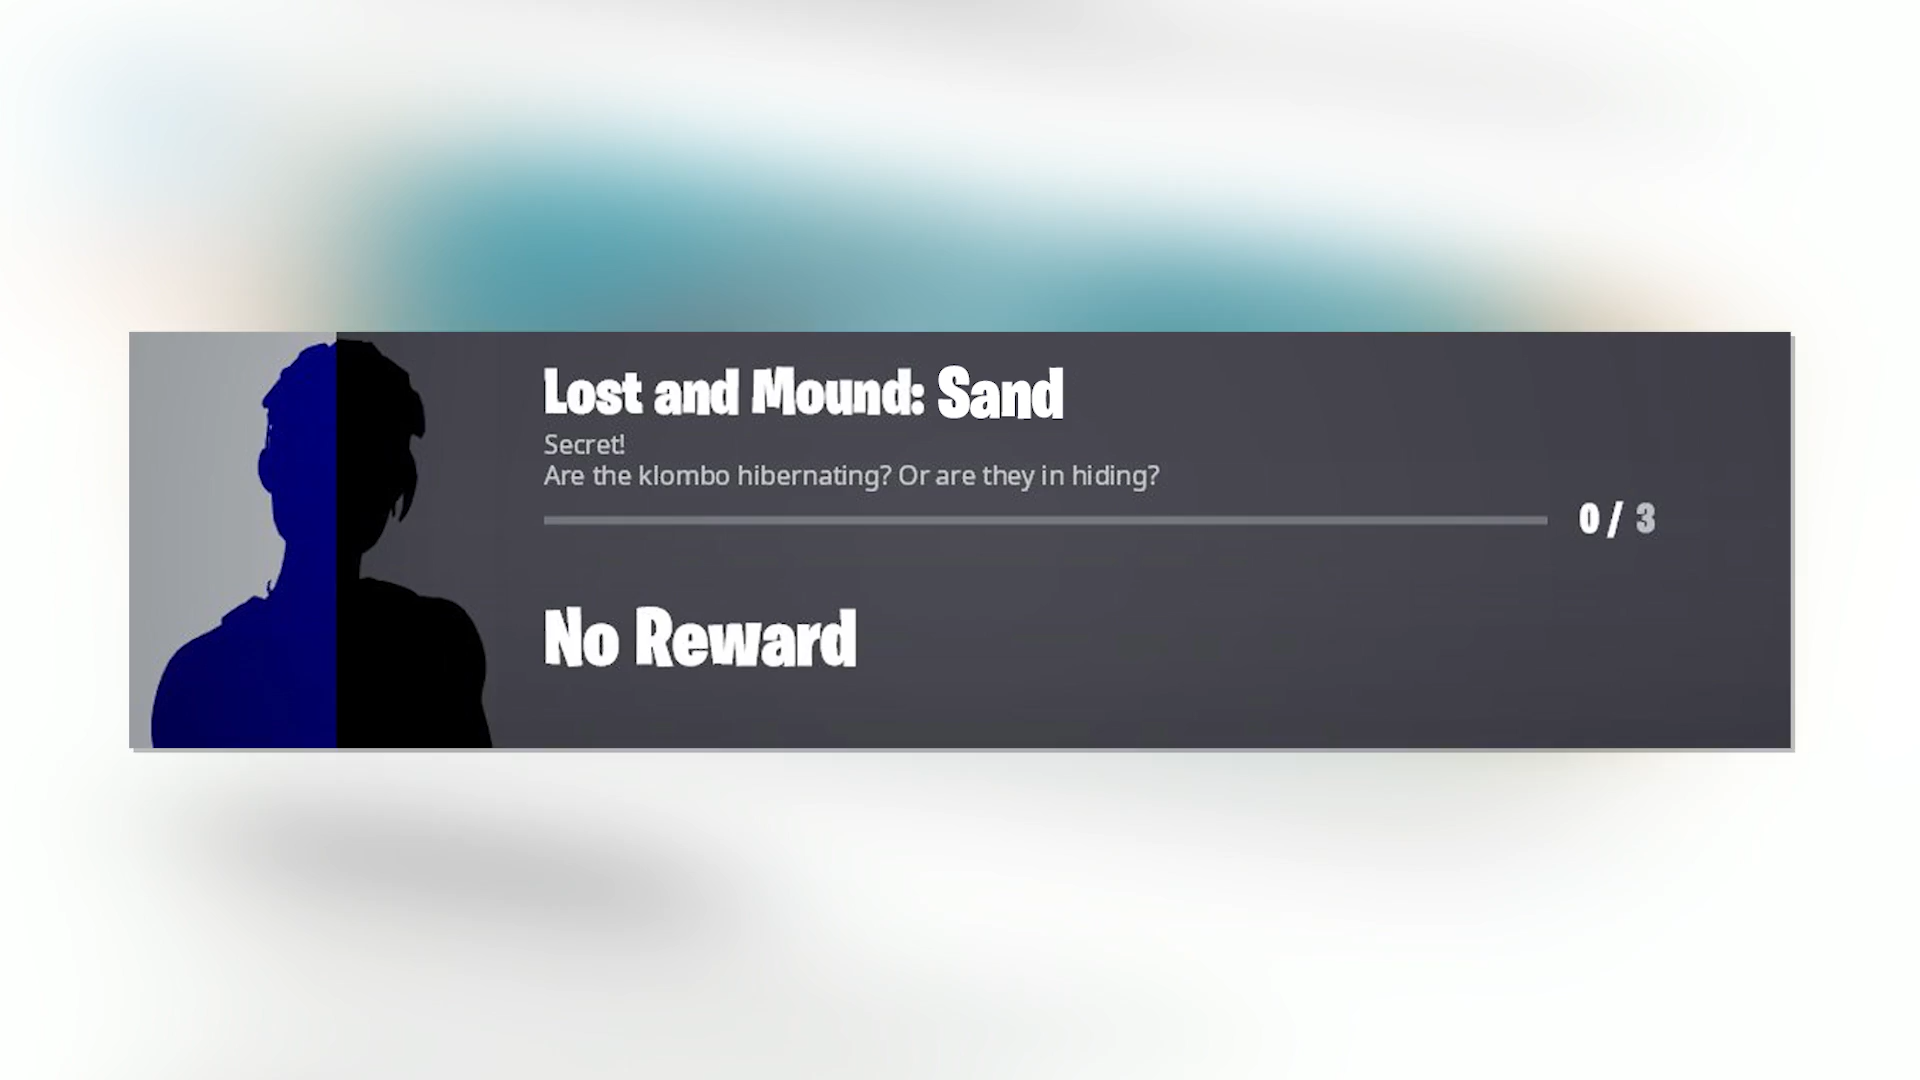 Lost and Mound: Sand
Secret!
Are the klombo hibernating? Or are they in hiding?
0 / 3
No Reward